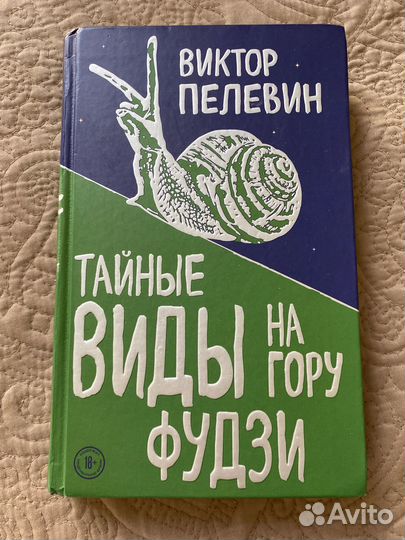 ВИКТОР
ПЕЛЕВИН
ТАЙНЫЕ
ВИДЫ НА
ГОРУ
ФУДЗИ
18+
Avito